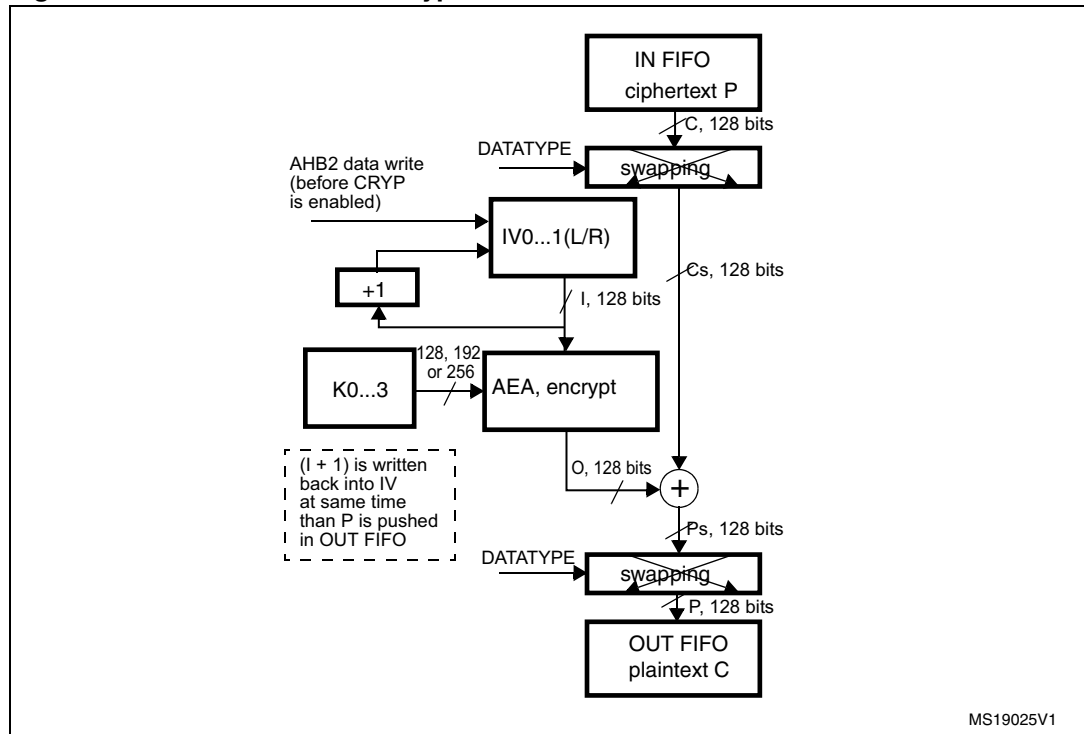 IN FIFO
ciphertext P
C, 128 bits
DATATYPE
swapping
AHB2 data write
(before CRYP
is enabled)
IV0...1(L/R)
Cs, 128 bits
+1
I, 128 bits
128, 192
or 256
K0...3
AEA, encrypt
(I + 1) is written
back into IV
at same time
than P is pushed
in OUT FIFO
O, 128 bits
+
Ps, 128 bits
DATATYPE
swapping
P, 128 bits
OUT FIFO
plaintext C
MS19025V1